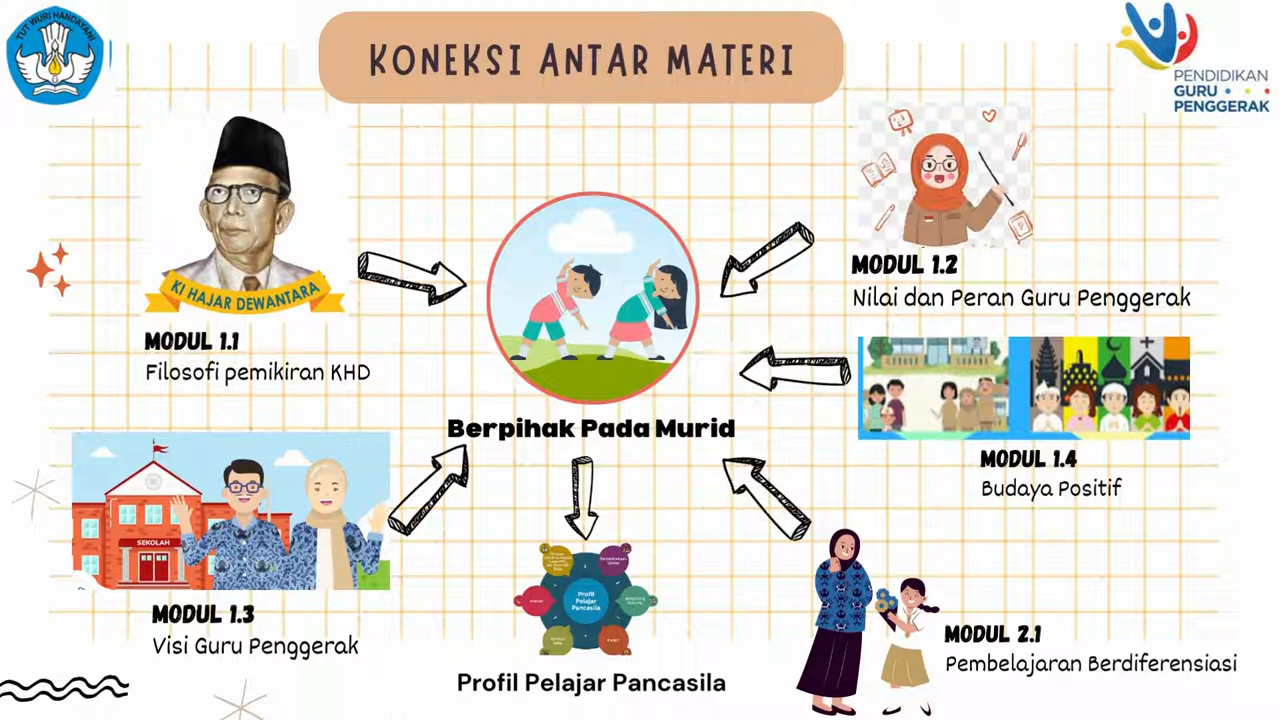 TUT WURI HANDAYANI
KONEKSI ANTAR MATERI
PENDIDIKAN
GURU
PENGGERAK
KI HAJAR DEWANTARA
MODUL 1.1
Filosofi pemikiran KHD
MODUL 1.2
Nilai dan Peran Guru Penggerak
Berpihak Pada Murid
MODUL 1.4
Budaya Positif
SEKOLAH
MODUL 1.3
Visi Guru Penggerak
Profil
Pelajar
Pancasila
Profil Pelajar Pancasila
MODUL 2.1
Pembelajaran Berdiferensiasi